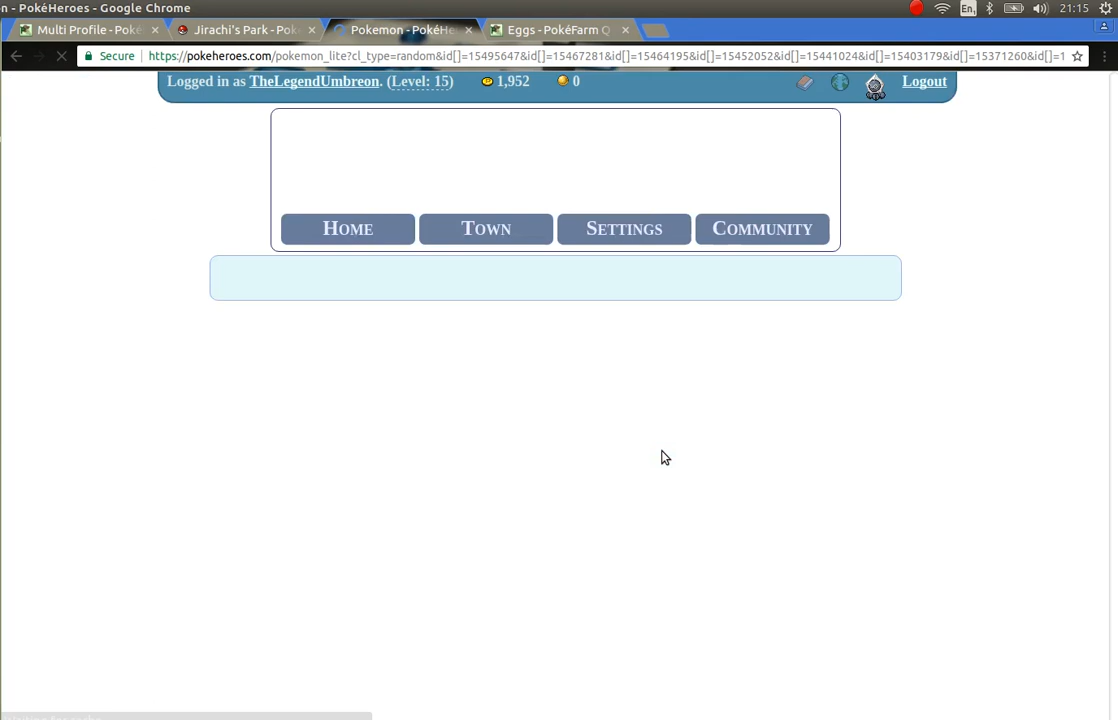 n - PokéHeroes - Google Chrome
En
21:15
Multi Profile - Poké
Jirachi's Park - Pok
Pokemon - PokéHe
Eggs - PokéFarm Q
Secure
https://pokeheroes.com/pokemon_lite?cl_type=random&id[]=15495647&id[]=15467281&id[]=15464195&id[]=15452052&id[]=15441024&id[]=15403179&id[]=15371260&id[]=1
Logged in as TheLegendUmbreon. (Level: 15) 1,952 0 Logout
Home Town Settings Community